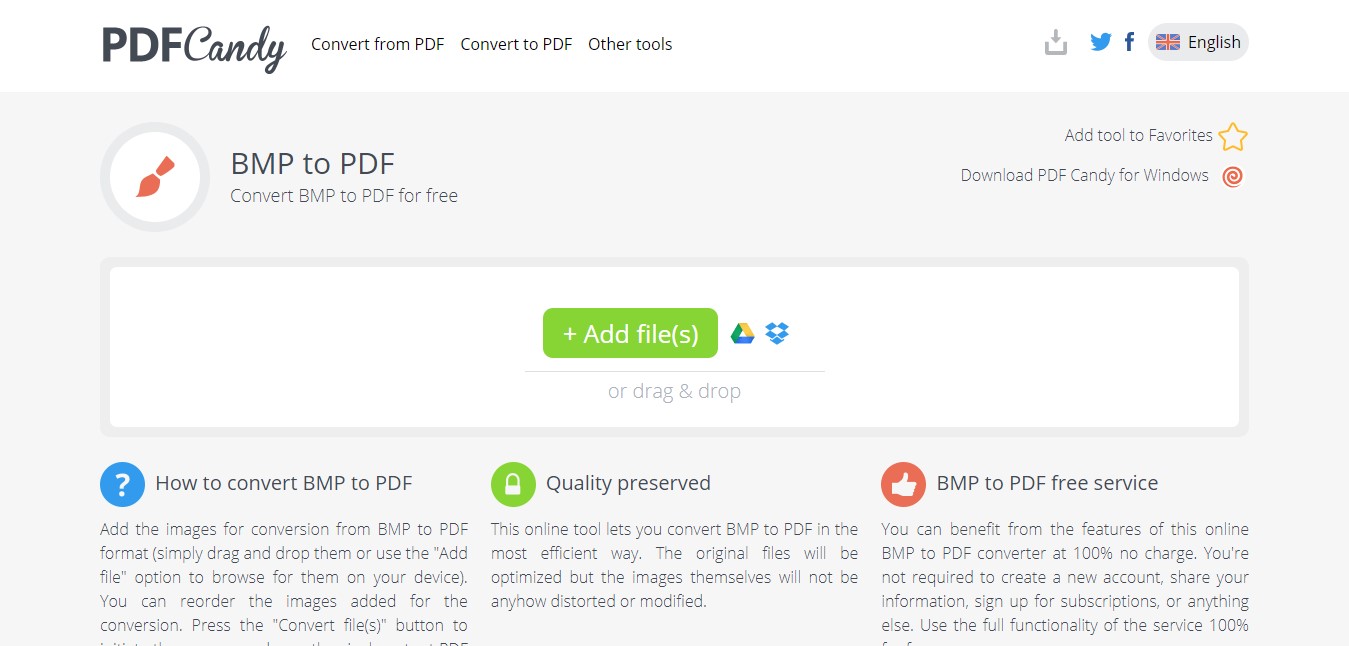 PDFCandy
Convert from PDF
Convert to PDF
Other tools
English
BMP to PDF
Convert BMP to PDF for free
Add tool to Favorites
Download PDF Candy for Windows
+ Add file(s)
or drag & drop
?
How to convert BMP to PDF
Add the images for conversion from BMP to PDF
format (simply drag and drop them or use the "Add
file" option to browse for them on your device).
You can reorder the images added for the
conversion. Press the "Convert file(s)" button to
Quality preserved
This online tool lets you convert BMP to PDF in the
most efficient way. The original files will be
optimized but the images themselves will not be
anyhow distorted or modified.
BMP to PDF free service
You can benefit from the features of this online
BMP to PDF converter at 100% no charge. You're
not required to create a new account, share your
information, sign up for subscriptions, or anything
else. Use the full functionality of the service 100%